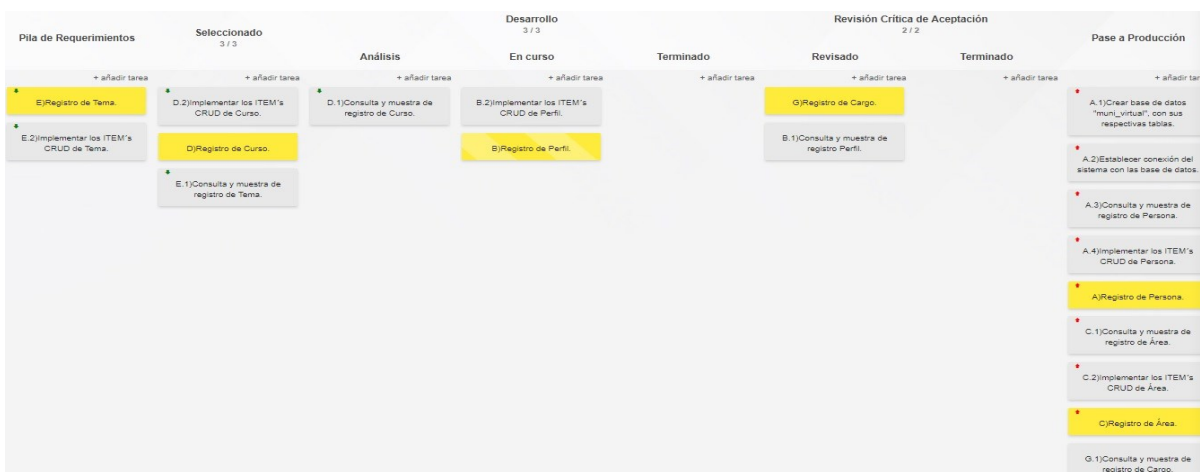 Pila de Requerimientos
Seleccionado
3 / 3
Desarrollo
3 / 3
Análisis
En curso
Terminado
Revisión Crítica de Aceptación
2 / 2
Revisado
Terminado
Pase a Producción
+ añadir tarea
+ añadir tarea
+ añadir tarea
+ añadir tarea
+ añadir tarea
+ añadir tarea
+ añadir tarea
+ añadir tar
E)Registro de Tema.
E.2)Implementar los ITEM's
CRUD de Tema.
D.2)Implementar los ITEM's
CRUD de Curso.
D)Registro de Curso.
E.1)Consulta y muestra de
registro de Tema.
D.1)Consulta y muestra de
registro de Curso.
B.2)Implementar los ITEM's
CRUD de Perfil.
B)Registro de Perfil.
G)Registro de Cargo.
B.1)Consulta y muestra de
registro Perfil.
A.1)Crear base de datos
"muni_virtual", con sus
respectivas tablas.
A.2)Establecer conexión del
sistema con las base de datos.
A.3)Consulta y muestra de
registro de Persona.
A.4)Implementar los ITEM's
CRUD de Persona.
A)Registro de Persona.
C.1)Consulta y muestra de
registro de Área.
C.2)Implementar los ITEM's
CRUD de Área.
C)Registro de Área.
G.1)Consulta y muestra de
registro de Cargo.